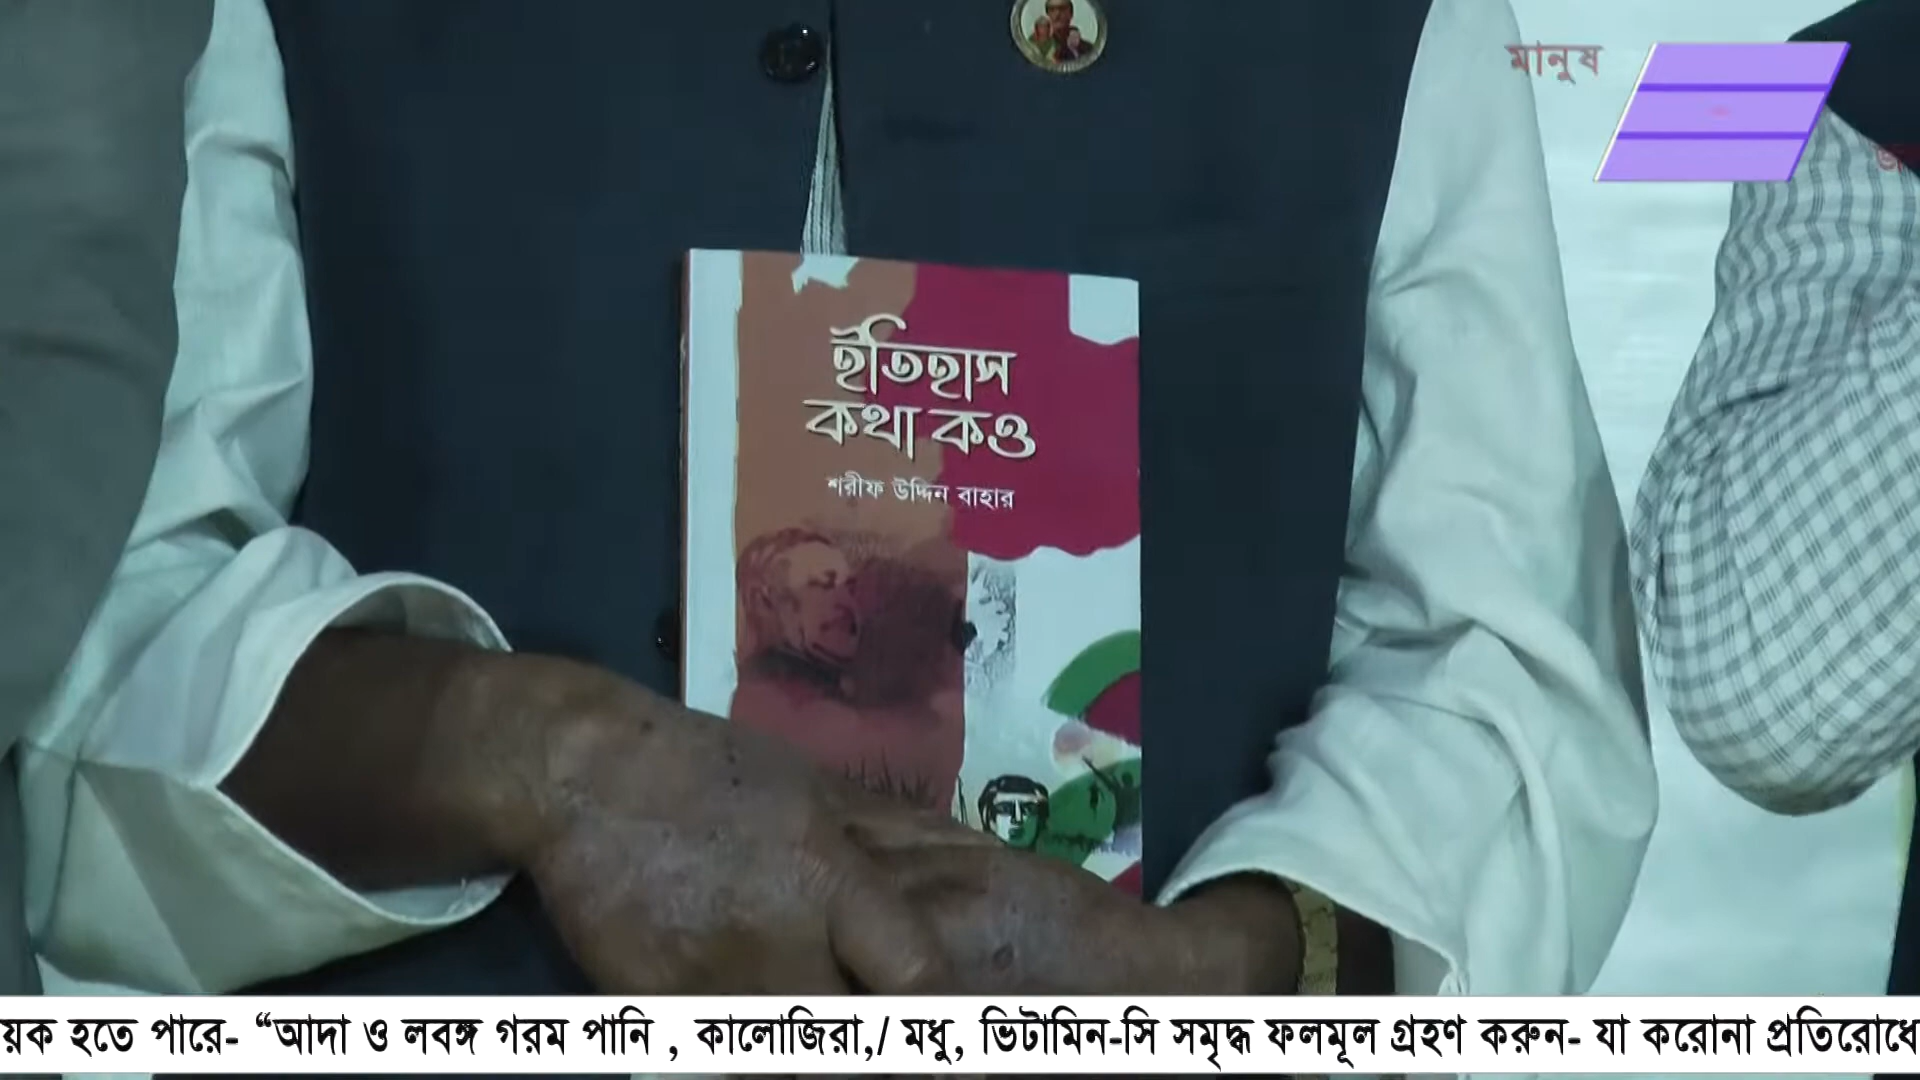 মানুষ
ইতিহাস
কথা কও
শরীফ উদ্দিন বাহার
য়ক হতে পারে- “আদা ও লবঙ্গ গরম পানি , কালোজিরা,/ মধু, ভিটামিন-সি সমৃদ্ধ ফলমূল গ্রহণ করুন- যা করোনা প্রতিরোধে